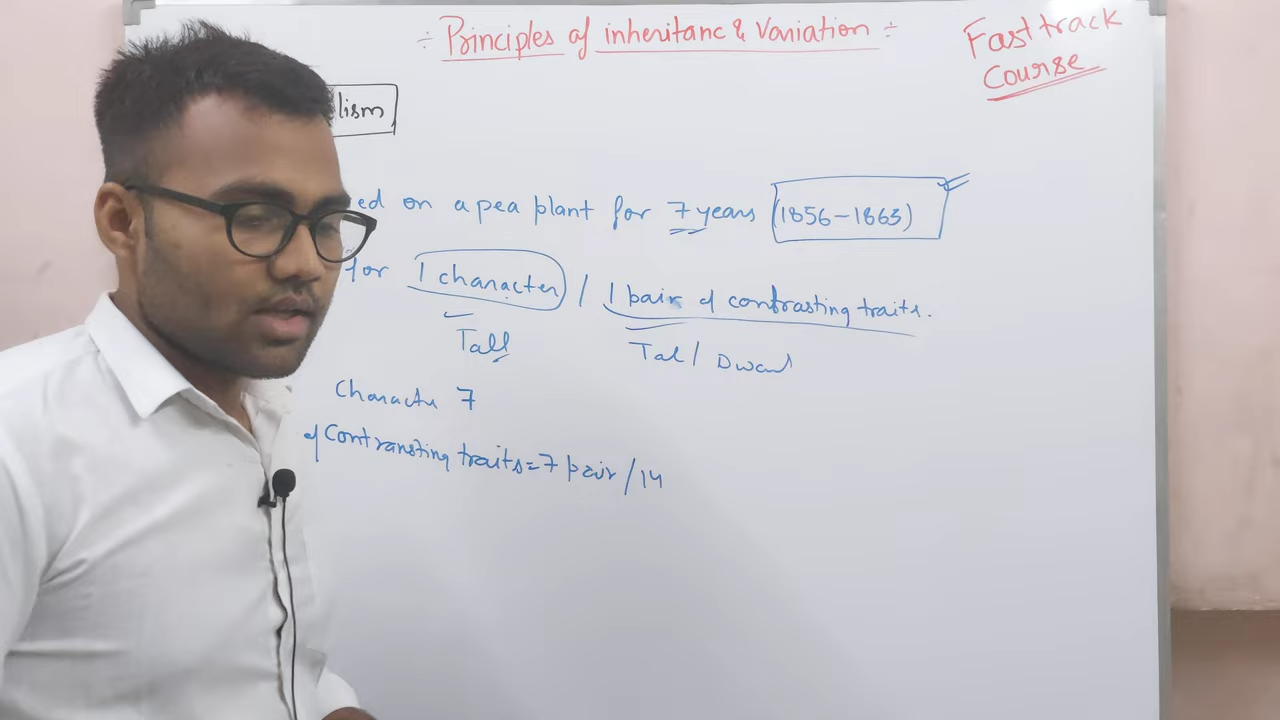 ÷ Principles of inheritanc & Variation ÷
Fast track
Course
lism
ed on a pea plant for 7 years (1856-1863)
for 1 character / 1 pair of contrasting traits.
Tall
Tal / Dwarf
Character 7
of Contransting traits = 7 pair / 14